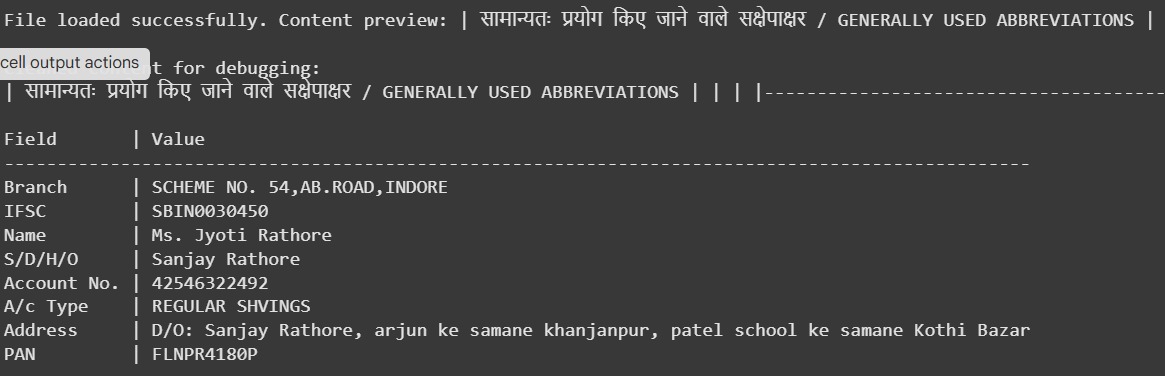 File loaded successfully. Content preview: | सामान्यतः प्रयोग किए जाने वाले सक्षेपाक्षर / GENERALLY USED ABBREVIATIONS |
cell output actions t for debugging:
| सामान्यतः प्रयोग किए जाने वाले सक्षेपाक्षर / GENERALLY USED ABBREVIATIONS | | | |--------------------------------------
Field | Value
--------------------------------------------------------------------------------------------------
Branch | SCHEME NO. 54,AB.ROAD,INDORE
IFSC | SBIN0030450
Name | Ms. Jyoti Rathore
S/D/H/O | Sanjay Rathore
Account No. | 42546322492
A/c Type | REGULAR SHVINGS
Address | D/O: Sanjay Rathore, arjun ke samane khanjanpur, patel school ke samane Kothi Bazar
PAN | FLNPR4180P